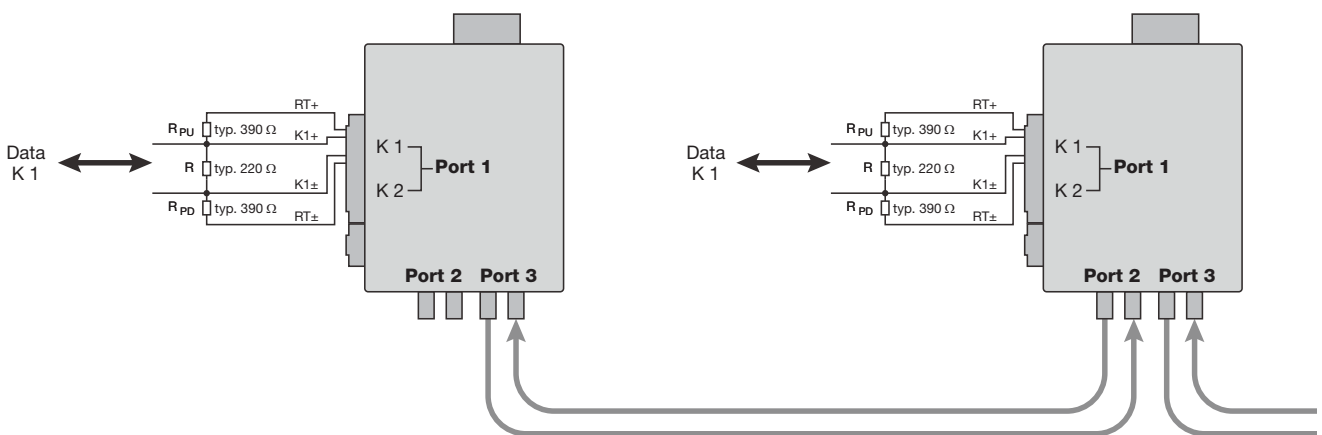 RT+
R PU typ. 390 Ω K1+
Data
K 1
R typ. 220 Ω
K1±
R PD typ. 390 Ω RT±
K 1
Port 1
K 2
Port 2 Port 3
RT+
R PU typ. 390 Ω K1+
Data
K 1
R typ. 220 Ω
K1±
R PD typ. 390 Ω RT±
K 1
Port 1
K 2
Port 2 Port 3